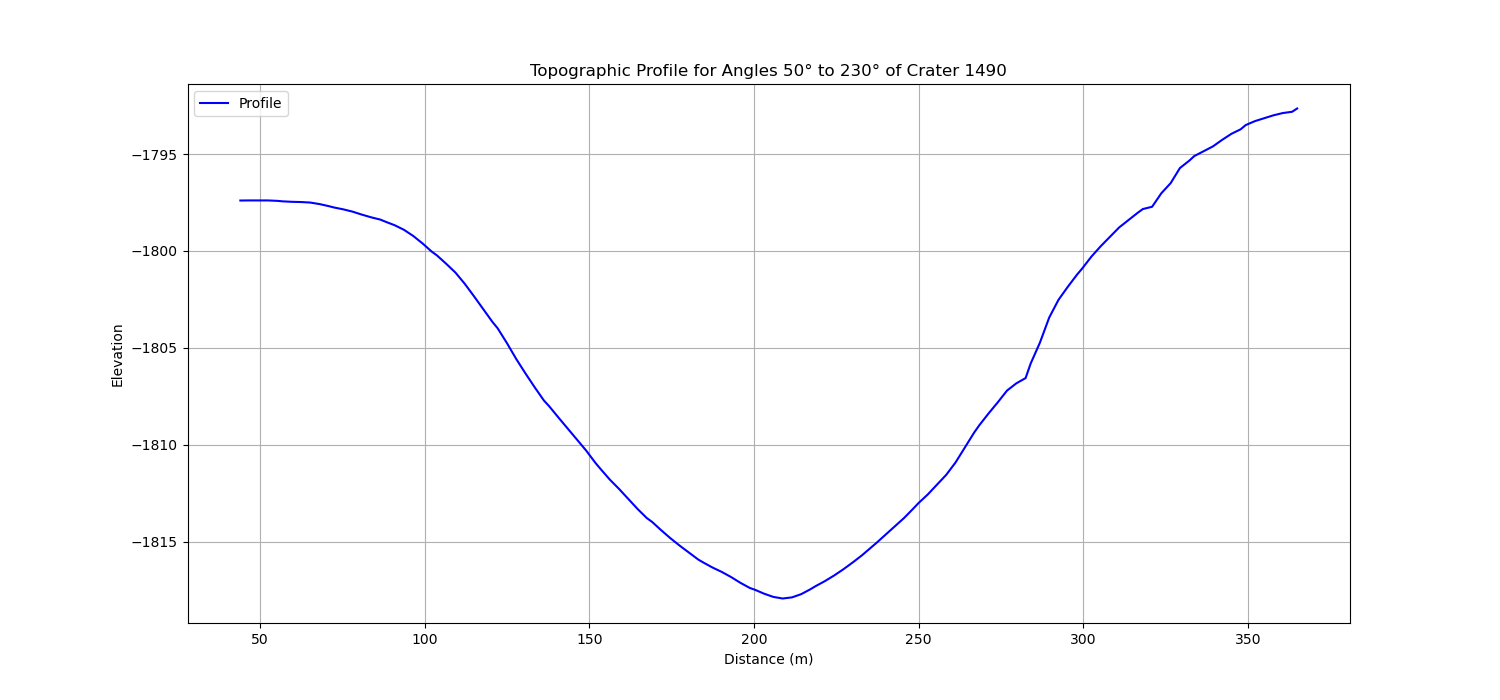 Topographic Profile for Angles 50° to 230° of Crater 1490
Profile
−1795
−1800
−1805
−1810
−1815
Elevation
50 100 150 200 250 300 350
Distance (m)